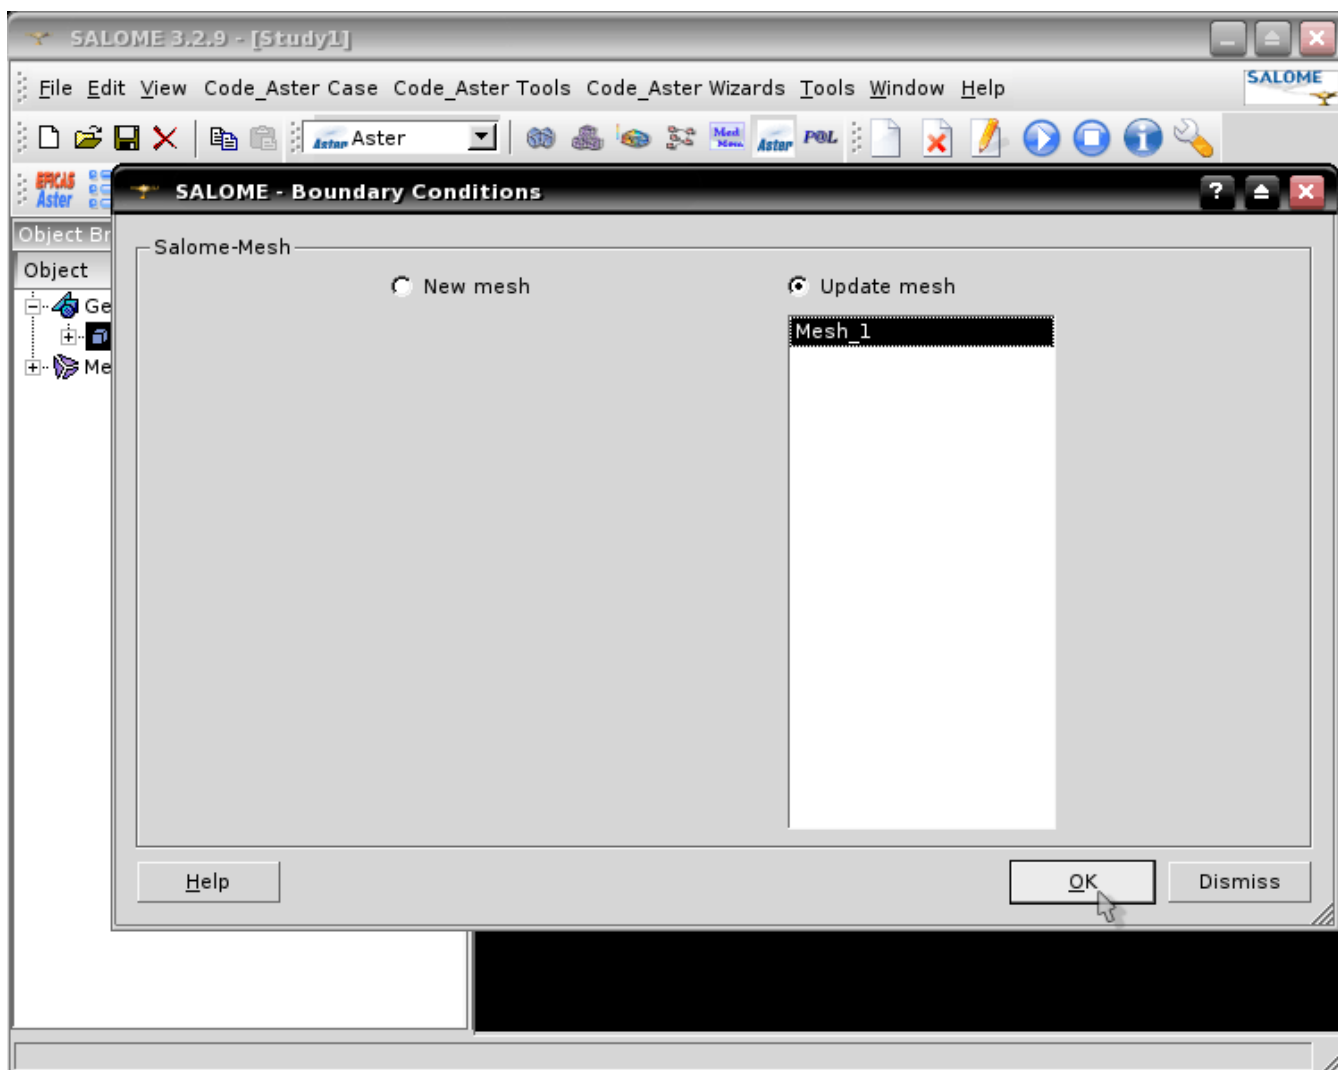 SALOME 3.2.9 - [Study1]
File Edit View Code_Aster Case Code_Aster Tools Code_Aster Wizards Tools Window Help
SALOME
Aster Aster Med Mem. Aster POL
EFICAS
Aster
SALOME - Boundary Conditions ?
Object Br
Salome-Mesh
Object
New mesh Update mesh
Ge
Mesh_1
Me
Help OK Dismiss